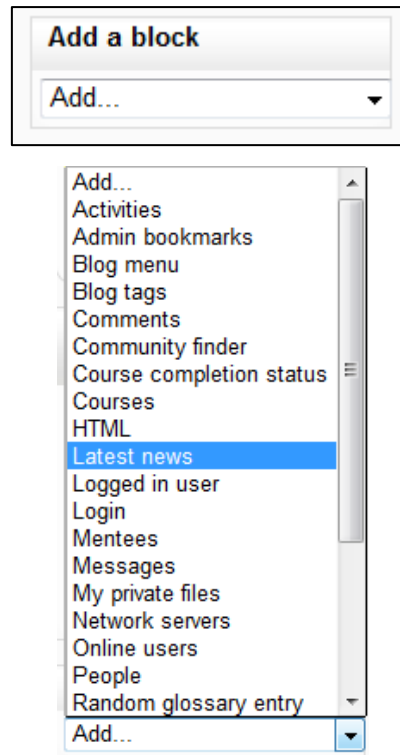 Add a block
Add...
Add...
Activities
Admin bookmarks
Blog menu
Blog tags
Comments
Community finder
Course completion status
Courses
HTML
Latest news
Logged in user
Login
Mentees
Messages
My private files
Network servers
Online users
People
Random glossary entry
Add...